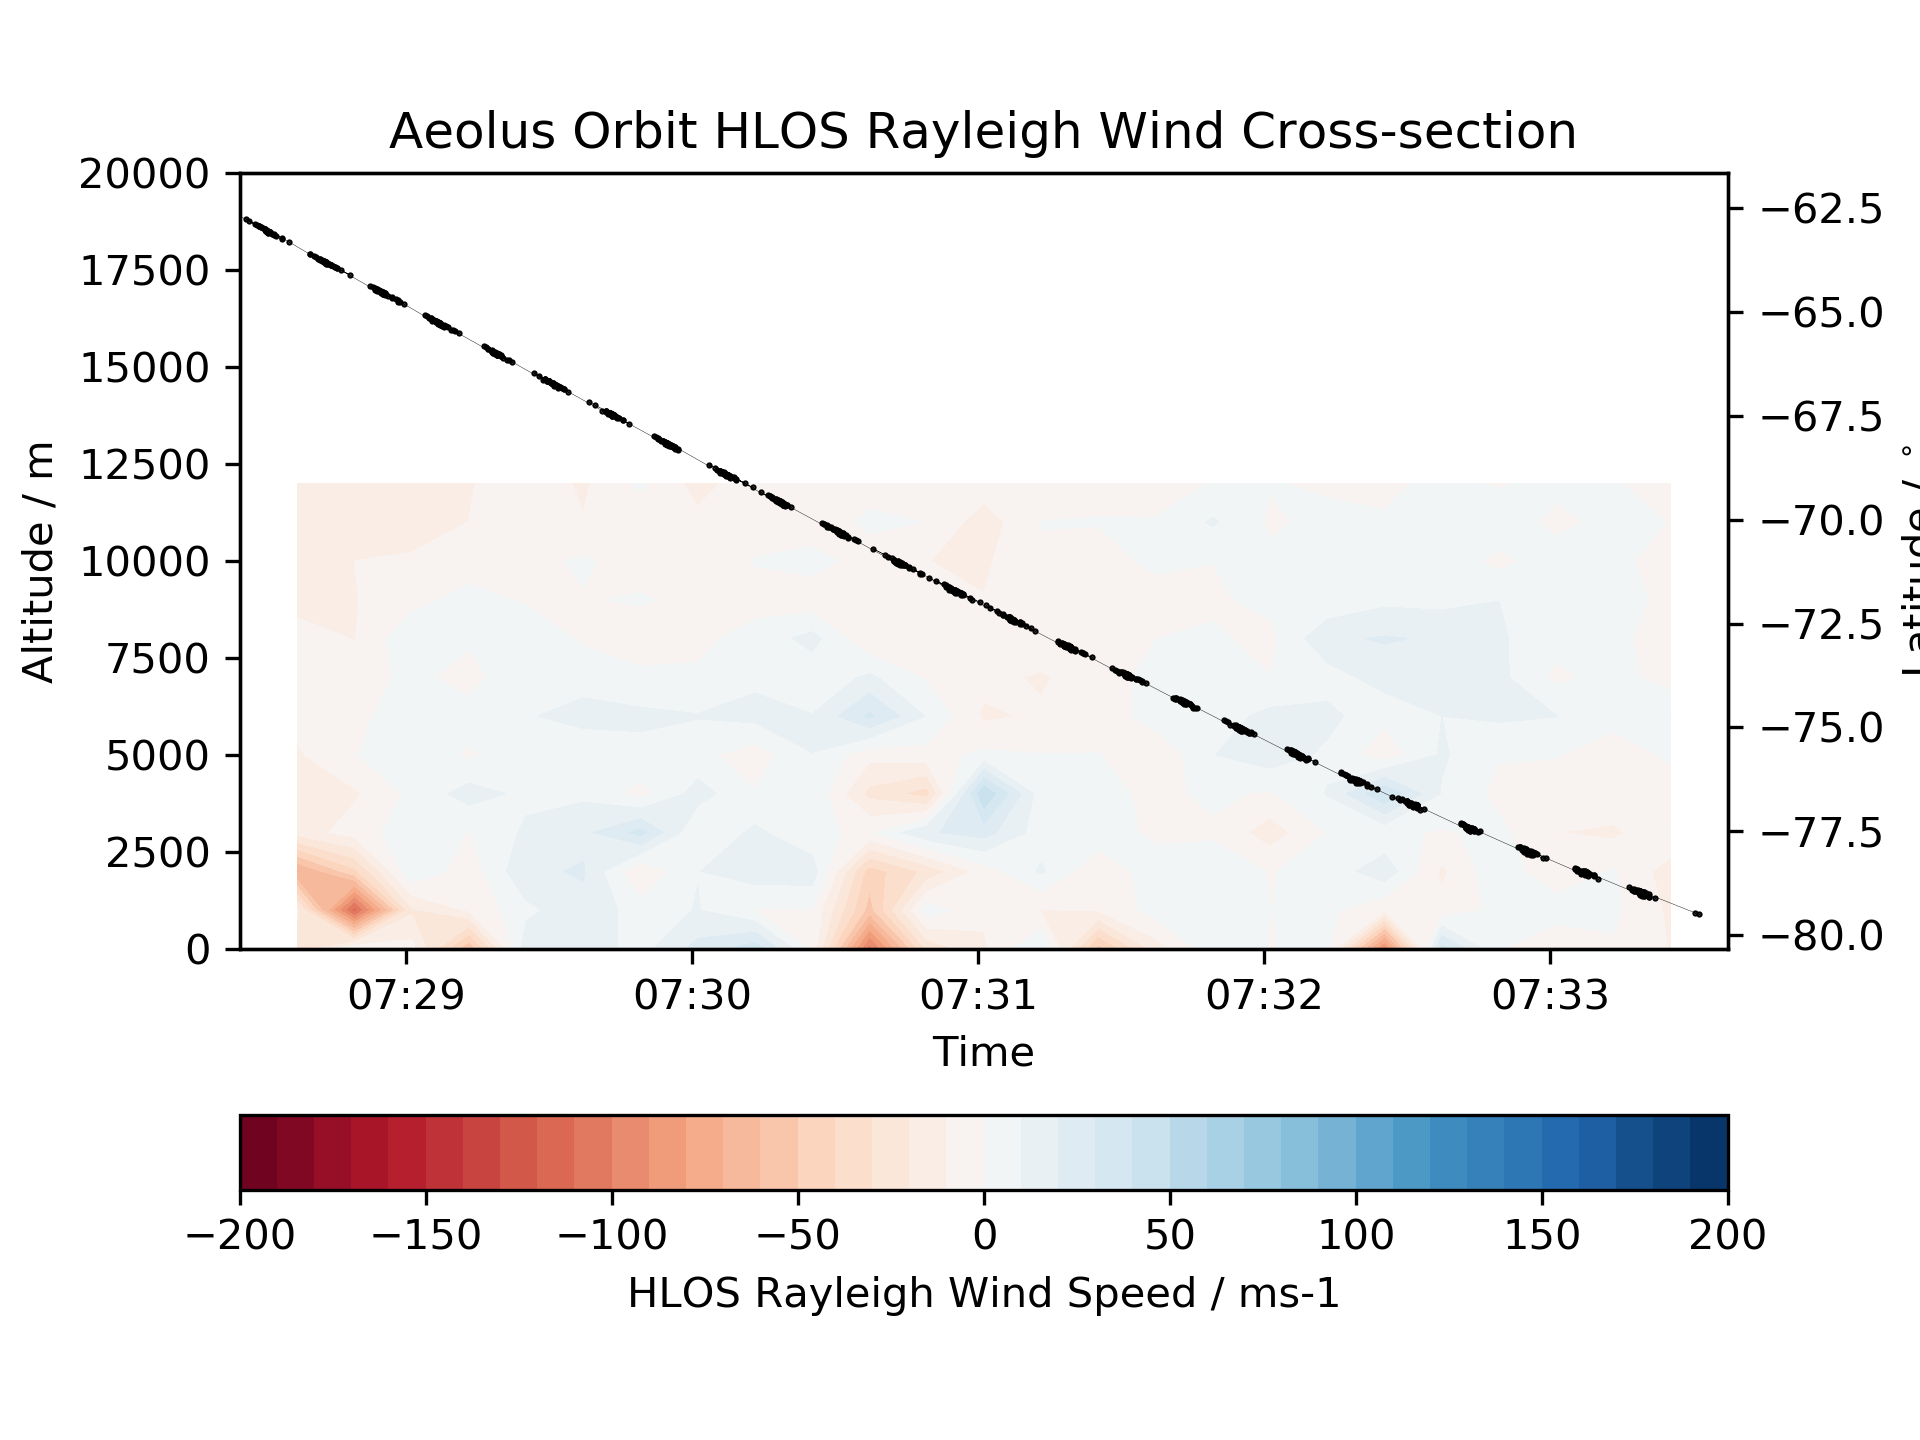 Aeolus Orbit HLOS Rayleigh Wind Cross-section
20000
17500
15000
12500
10000
7500
5000
2500
0
Altitude / m
−62.5
−65.0
−67.5
−70.0
−72.5
−75.0
−77.5
−80.0
Latitude / °
07:29 07:30 07:31 07:32 07:33
Time
−200 −150 −100 −50 0 50 100 150 200
HLOS Rayleigh Wind Speed / ms-1